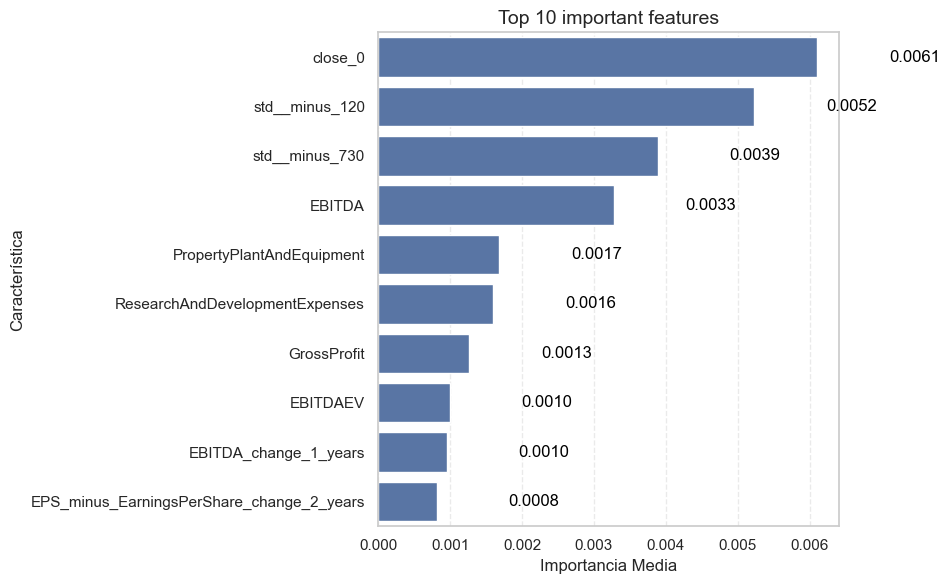 Top 10 important features
close_0
0.0061
std__minus_120
0.0052
std__minus_730
0.0039
EBITDA
0.0033
PropertyPlantAndEquipment
0.0017
ResearchAndDevelopmentExpenses
0.0016
GrossProfit
0.0013
EBITDAEV
0.0010
EBITDA_change_1_years
0.0010
EPS_minus_EarningsPerShare_change_2_years
0.0008
Característica
0.000 0.001 0.002 0.003 0.004 0.005 0.006
Importancia Media